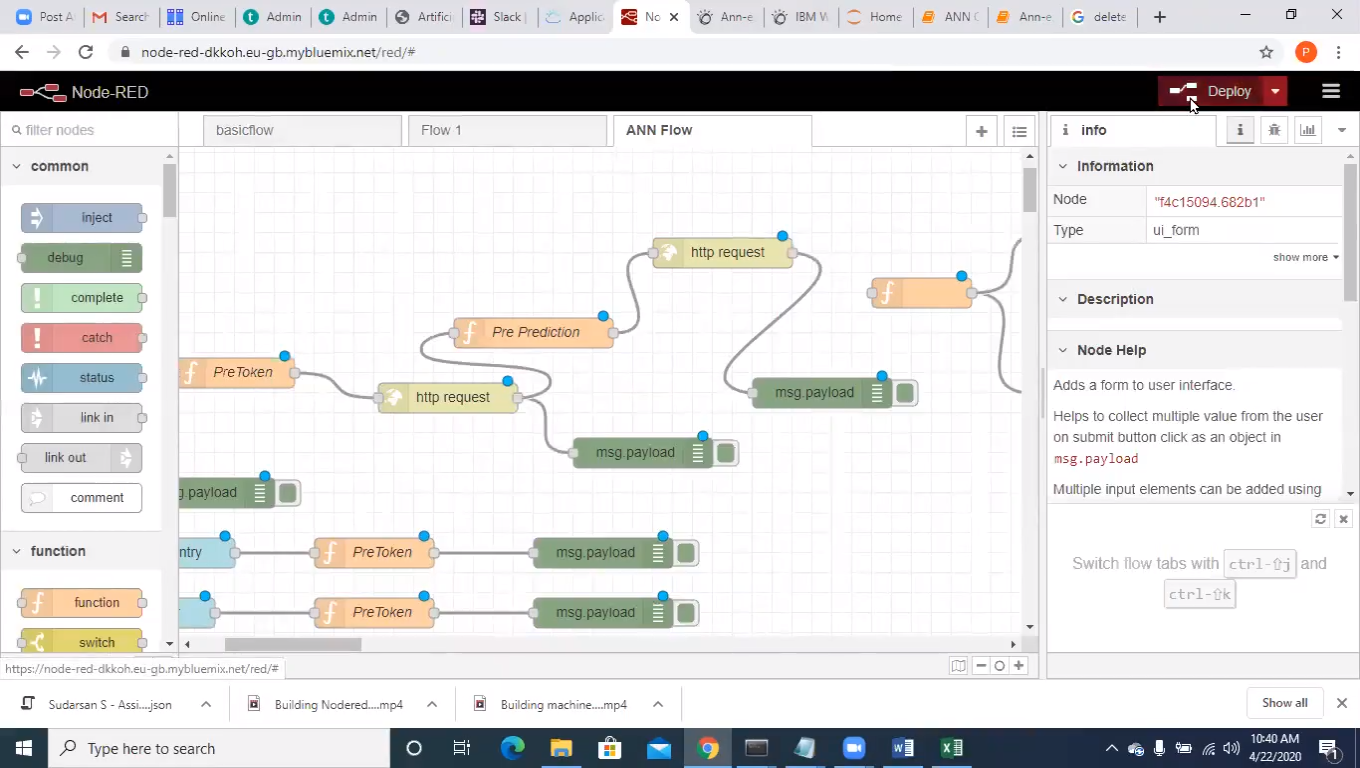 Zoom A
Search
Online
Admin
Admin
Artific
Slack
Applic
No
Ann-e
IBM W
Home
ANN C
Ann-e
delete
node-red-dkkoh.eu-gb.mybluemix.net/red/#
P
Node-RED
Deploy
filter nodes
basicflow
Flow 1
ANN Flow
info
common
Information
inject
Node
"f4c15094.682b1"
Type
ui_form
debug
http request
show more
complete
Pre Prediction
Description
catch
PreToken
Node Help
status
http request
msg.payload
Adds a form to user interface.
link in
Helps to collect multiple value from the user
on submit button click as an object in
link out
msg.payload
msg.payload
comment
g.payload
Multiple input elements can be added using
function
ntry
PreToken
msg.payload
Switch flow tabs with ctrl-⇧j and
ctrl-⇧k
function
r
PreToken
msg.payload
switch
https://node-red-dkkoh.eu-gb.mybluemix.net/red/#
Sudarsan S - Assi....json
Building Nodered....mp4
Building machine....mp4
Show all
Type here to search
10:40 AM
4/22/2020
1